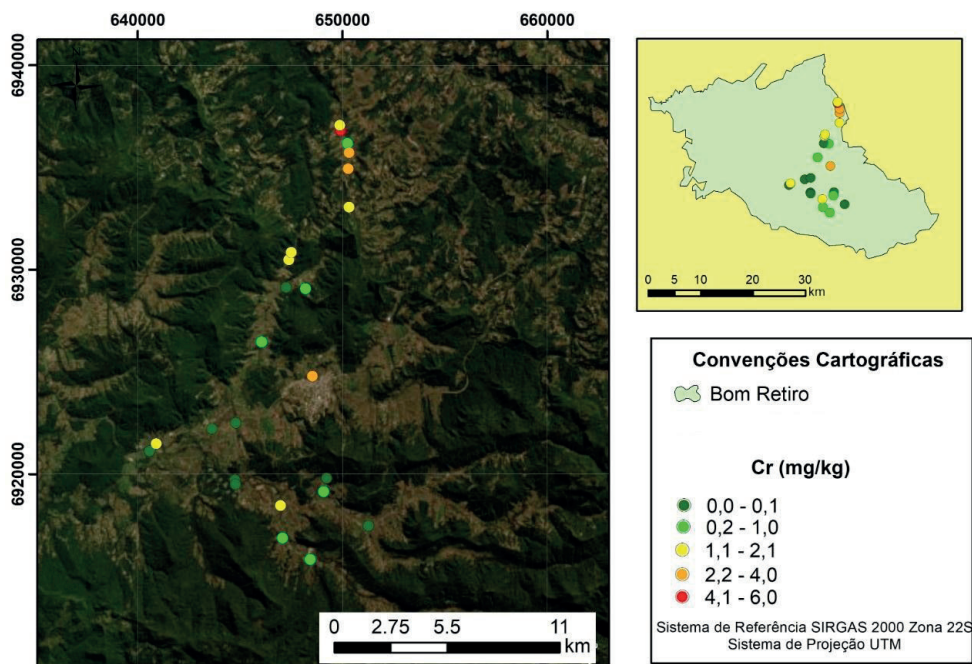 640000 650000 660000
6940000
6930000
6920000
N
0 2.75 5.5 11
km
0 5 10 20 30
km
Convenções Cartográficas
Bom Retiro
Cr (mg/kg)
0,0 - 0,1
0,2 - 1,0
1,1 - 2,1
2,2 - 4,0
4,1 - 6,0
Sistema de Referência SIRGAS 2000 Zona 22S
Sistema de Projeção UTM